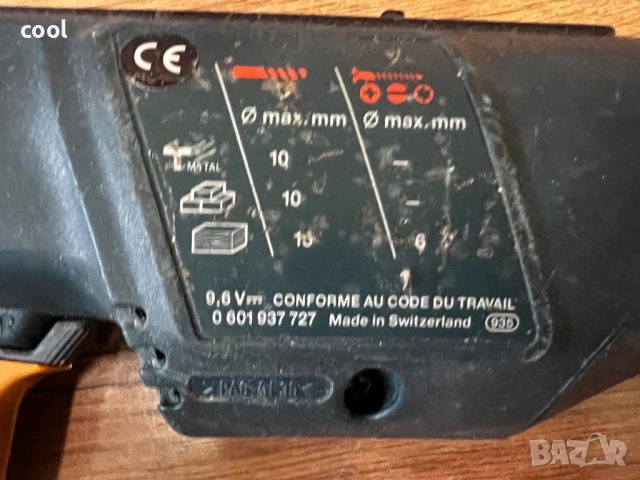 cool
CE
Ø max. mm Ø max. mm
METAL 10 –
10 –
10 6
9,6 V CONFORME AU CODE DU TRAVAIL
0 601 937 727 Made in Switzerland 935
BAZAR